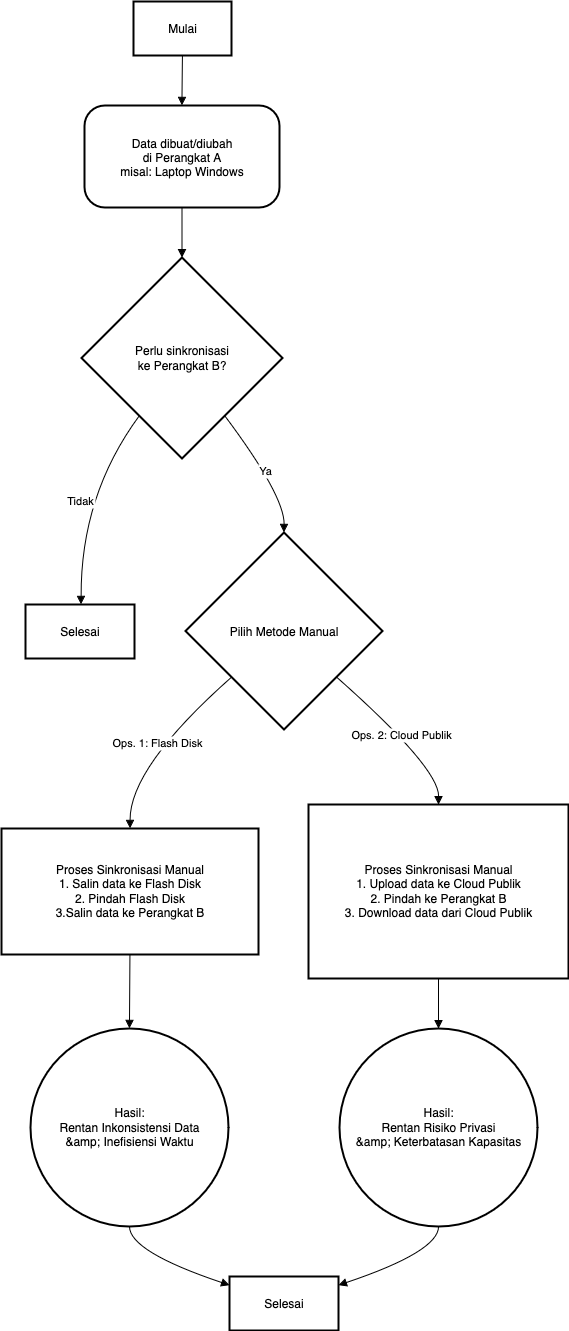 Mulai
Data dibuat/diubah
di Perangkat A
misal: Laptop Windows
Perlu sinkronisasi
ke Perangkat B?
Tidak
Ya
Selesai
Pilih Metode Manual
Ops. 1: Flash Disk
Ops. 2: Cloud Publik
Proses Sinkronisasi Manual
1. Salin data ke Flash Disk
2. Pindah Flash Disk
3.Salin data ke Perangkat B
Proses Sinkronisasi Manual
1. Upload data ke Cloud Publik
2. Pindah ke Perangkat B
3. Download data dari Cloud Publik
Hasil:
Rentan Inkonsistensi Data
&amp; Inefisiensi Waktu
Hasil:
Rentan Risiko Privasi
&amp; Keterbatasan Kapasitas
Selesai